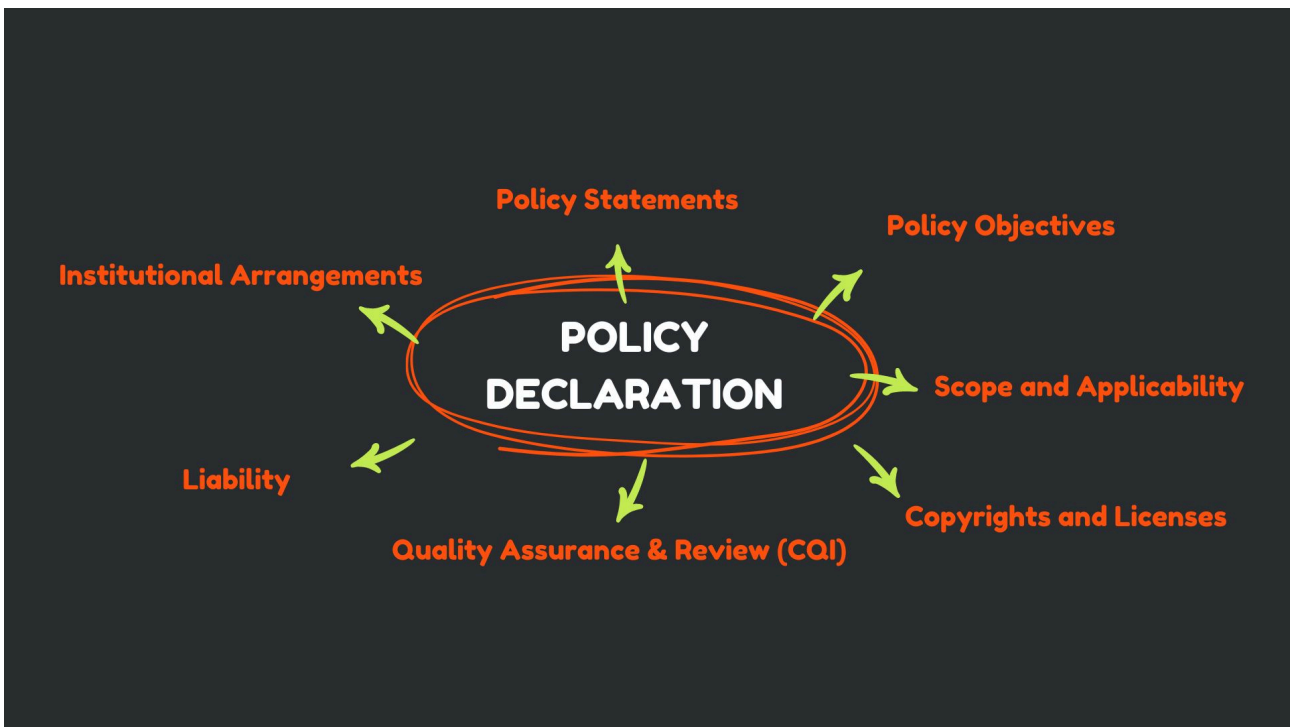 Policy Statements
Policy Objectives
Institutional Arrangements
POLICY
DECLARATION
Scope and Applicability
Liability
Copyrights and Licenses
Quality Assurance & Review (CQI)